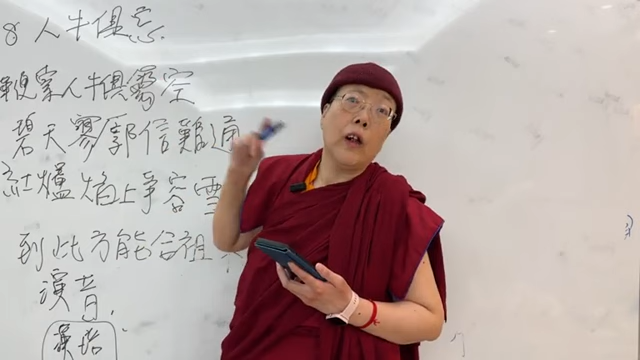 8 人牛俱忘.
鞭索人牛俱屬空
碧天寥郭信難通
紅爐焰上爭容雪
到此方能合祖
演音